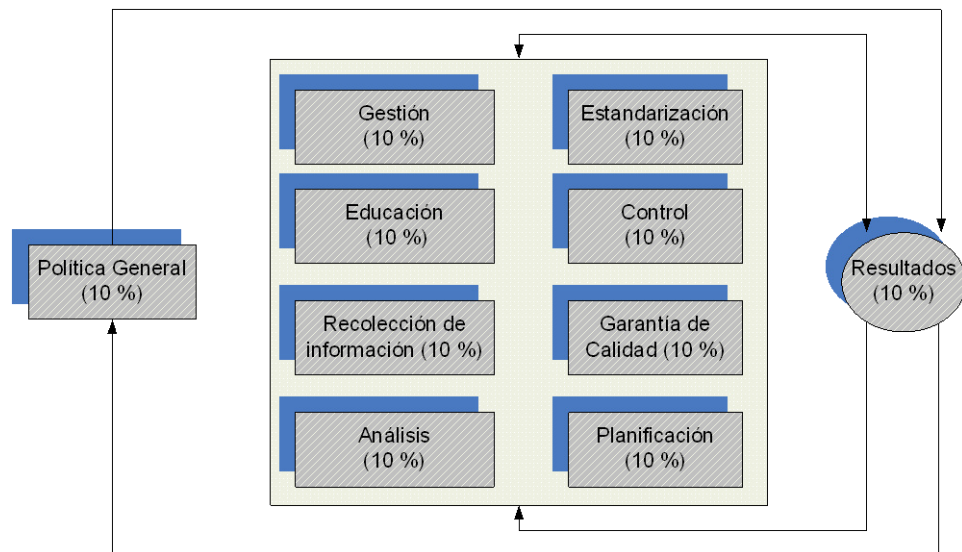 Gestión
(10 %)
Estandarización
(10 %)
Educación
(10 %)
Control
(10 %)
Política General
(10 %)
Resultados
(10 %)
Recolección de
información (10 %)
Garantía de
Calidad (10 %)
Análisis
(10 %)
Planificación
(10 %)